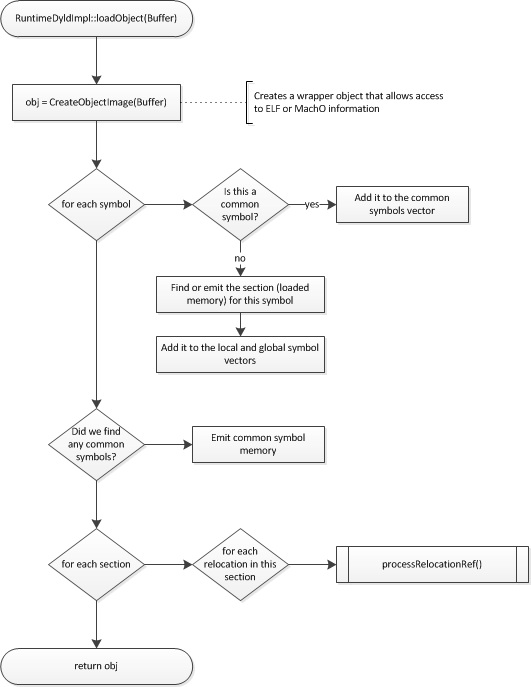 RuntimeDyldImpl::loadObject(Buffer)
obj = CreateObjectImage(Buffer)
Creates a wrapper object that allows access
to ELF or MachO information
for each symbol
Is this a
common
symbol?
yes
Add it to the common
symbols vector
no
Find or emit the section (loaded
memory) for this symbol
Add it to the local and global symbol
vectors
Did we find
any common
symbols?
Emit common symbol
memory
for each section
for each
relocation in this
section
processRelocationRef()
return obj